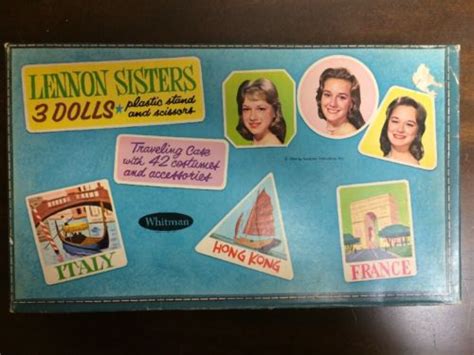 LENNON SISTERS
3 DOLLS ★ plastic stand
and scissors
Traveling Case
with 42 costumes
and accessories
Whitman
ITALY
HONG KONG
FRANCE